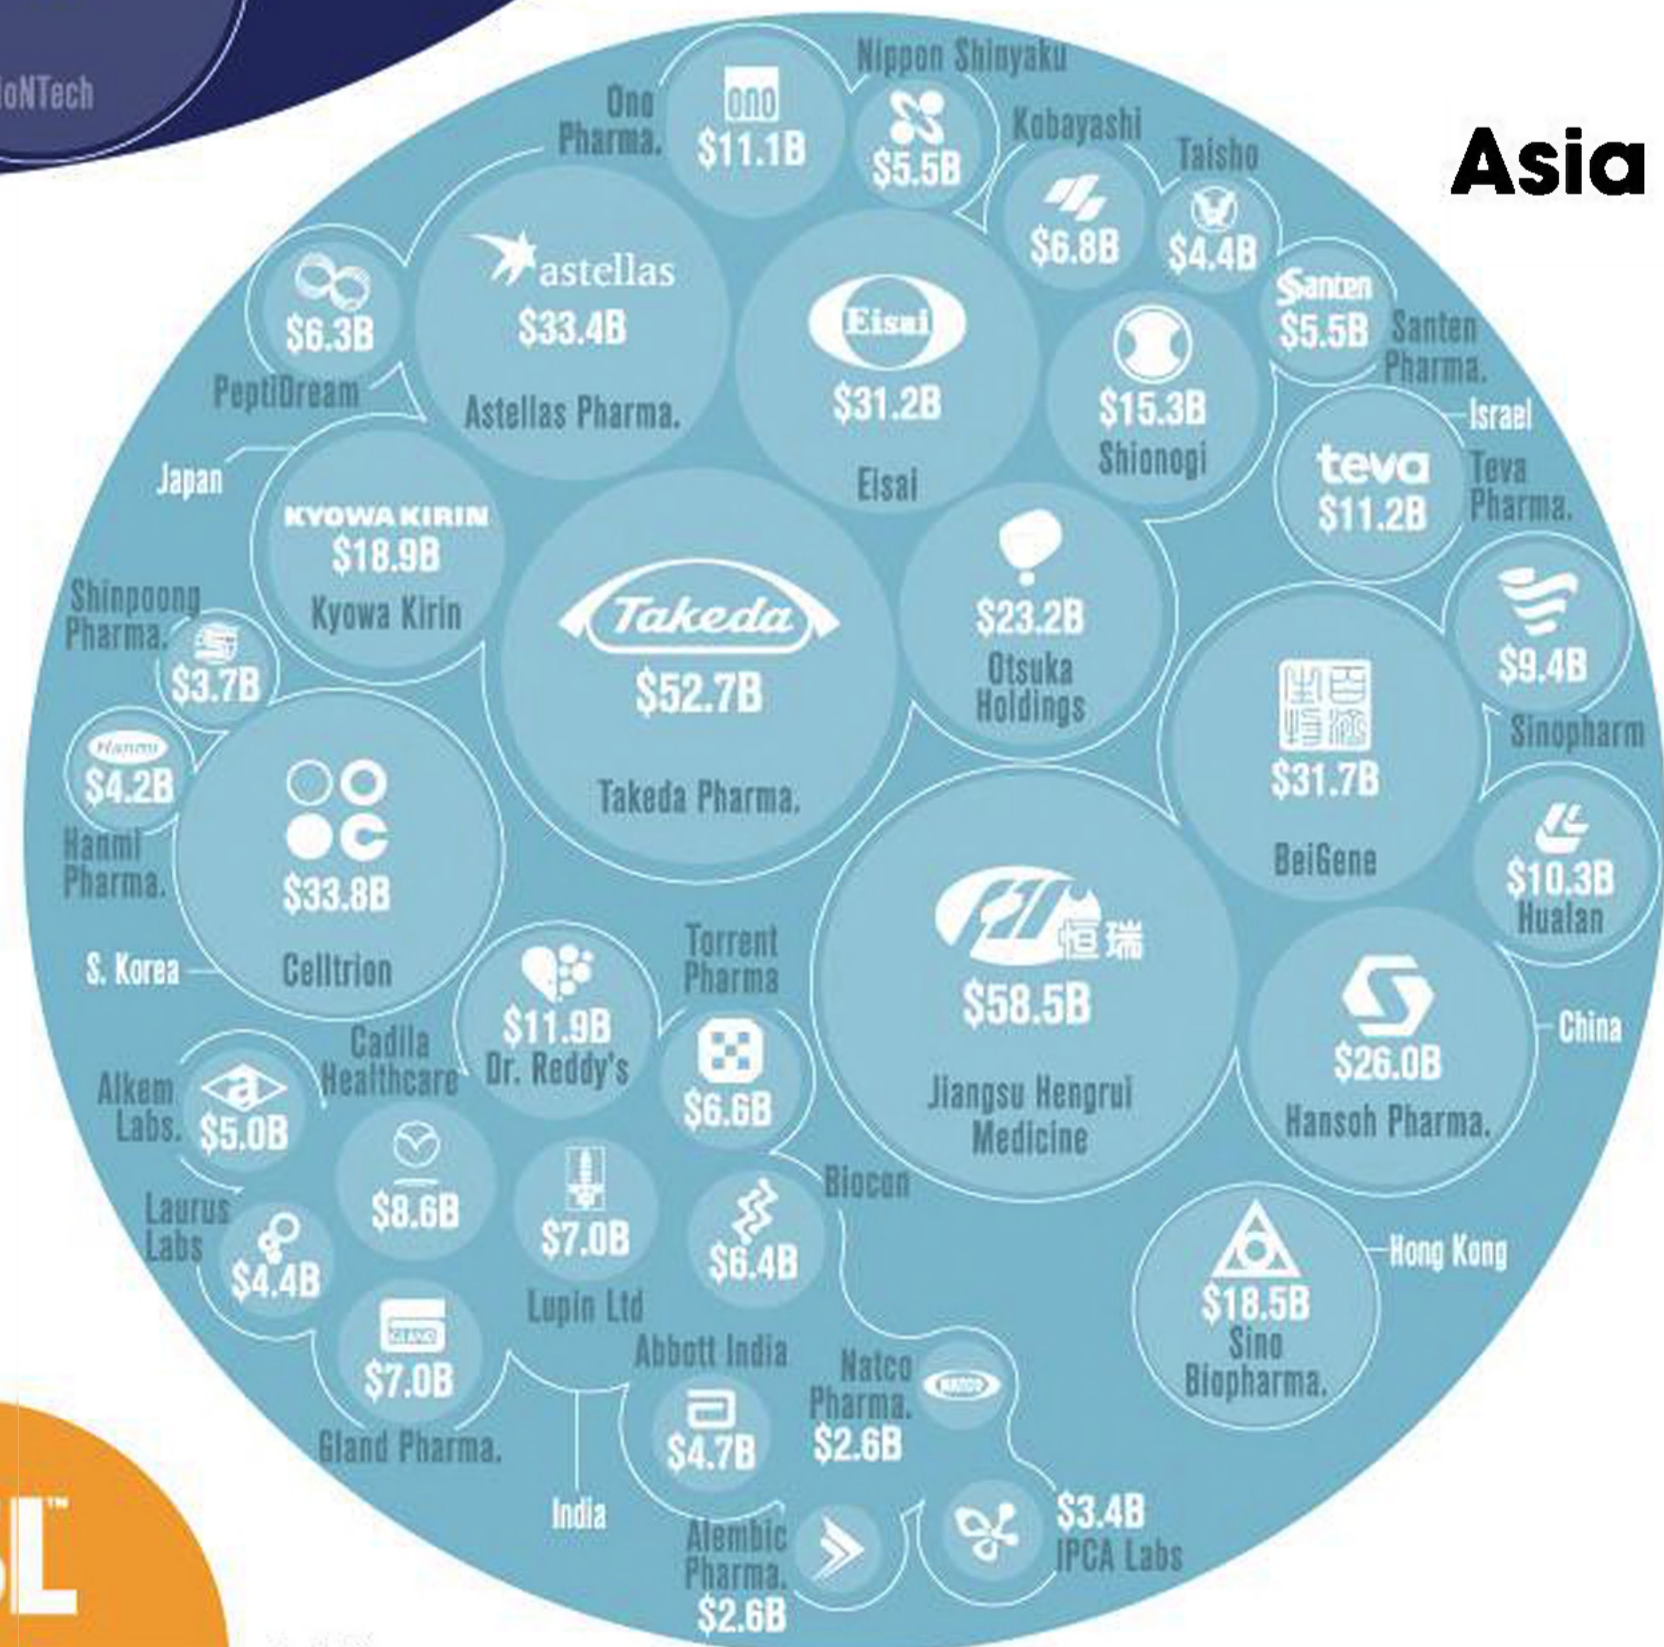 ioNTech
Asia
Nippon Shinyaku
$5.5B
Ono
Pharma.
ono
$11.1B
Kobayashi
$6.8B
Taisho
$4.4B
Santen
$5.5B
Santen
Pharma.
astellas
$33.4B
Astellas Pharma.
Eisai
$31.2B
Eisai
$15.3B
Shionogi
$6.3B
PeptiDream
Israel
teva
$11.2B
Teva
Pharma.
Japan
KYOWA KIRIN
$18.9B
Kyowa Kirin
Takeda
$52.7B
Takeda Pharma.
$23.2B
Otsuka
Holdings
$9.4B
Sinopharm
Shinpoong
Pharma.
$3.7B
Hanmi
$4.2B
Hanmi
Pharma.
$33.8B
Celltrion
S. Korea
$31.7B
BeiGene
$10.3B
Hualan
恒瑞
$58.5B
Jiangsu Hengrui
Medicine
$26.0B
Hansoh Pharma.
China
$11.9B
Dr. Reddy's
Torrent
Pharma
$6.6B
Cadila
Healthcare
$8.6B
Alkem
Labs.
a
$5.0B
$7.0B
Lupin Ltd
Biocon
$6.4B
Laurus
Labs
$4.4B
GLAND
$7.0B
Gland Pharma.
Hong Kong
$18.5B
Sino
Biopharma.
Abbott India
$4.7B
Natco
Pharma.
$2.6B
NATCO
India
Alembic
Pharma.
$2.6B
$3.4B
IPCA Labs
SL™